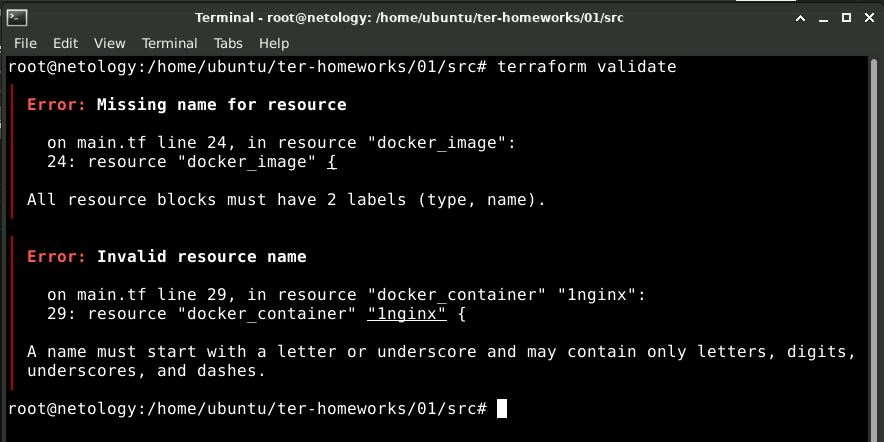 Terminal - root@netology: /home/ubuntu/ter-homeworks/01/src
File Edit View Terminal Tabs Help
root@netology:/home/ubuntu/ter-homeworks/01/src# terraform validate
Error: Missing name for resource
on main.tf line 24, in resource "docker_image":
24: resource "docker_image" {
All resource blocks must have 2 labels (type, name).
Error: Invalid resource name
on main.tf line 29, in resource "docker_container" "1nginx":
29: resource "docker_container" "1nginx" {
A name must start with a letter or underscore and may contain only letters, digits,
underscores, and dashes.
root@netology:/home/ubuntu/ter-homeworks/01/src#